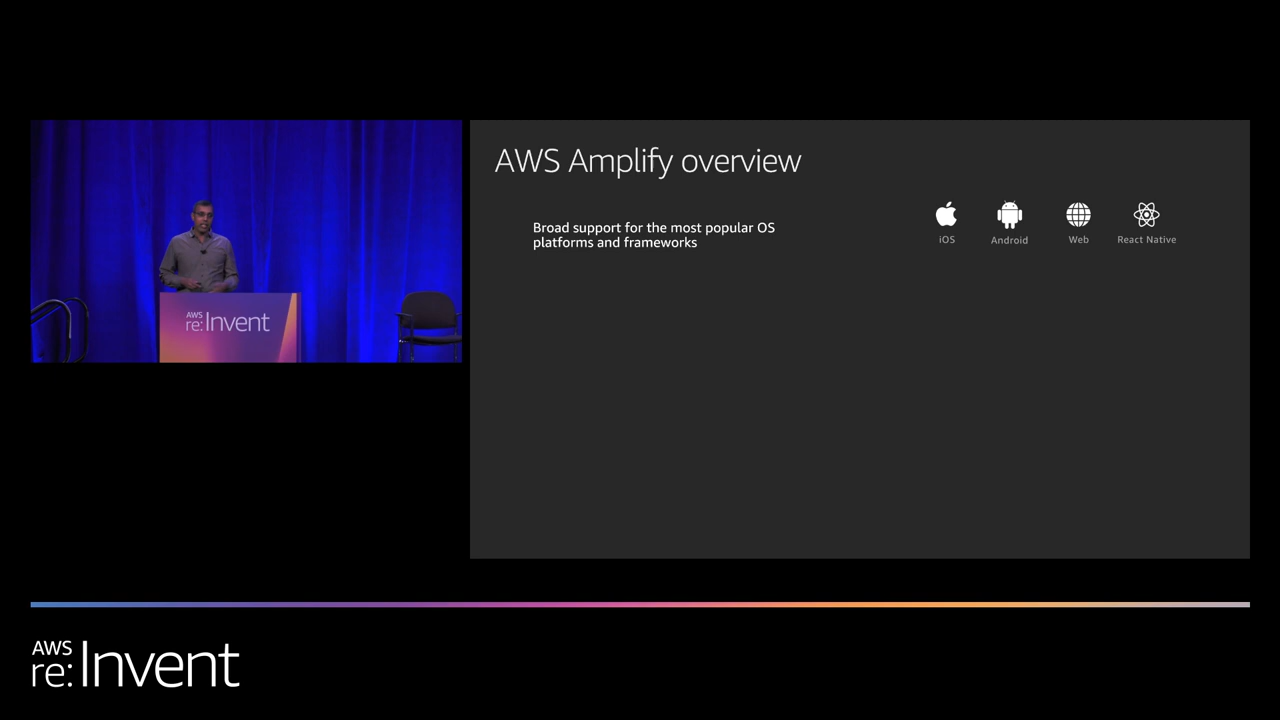 AWS Amplify overview
Broad support for the most popular OS
platforms and frameworks
iOS
Android
Web
React Native
AWS
re:Invent
AWS
re:Invent